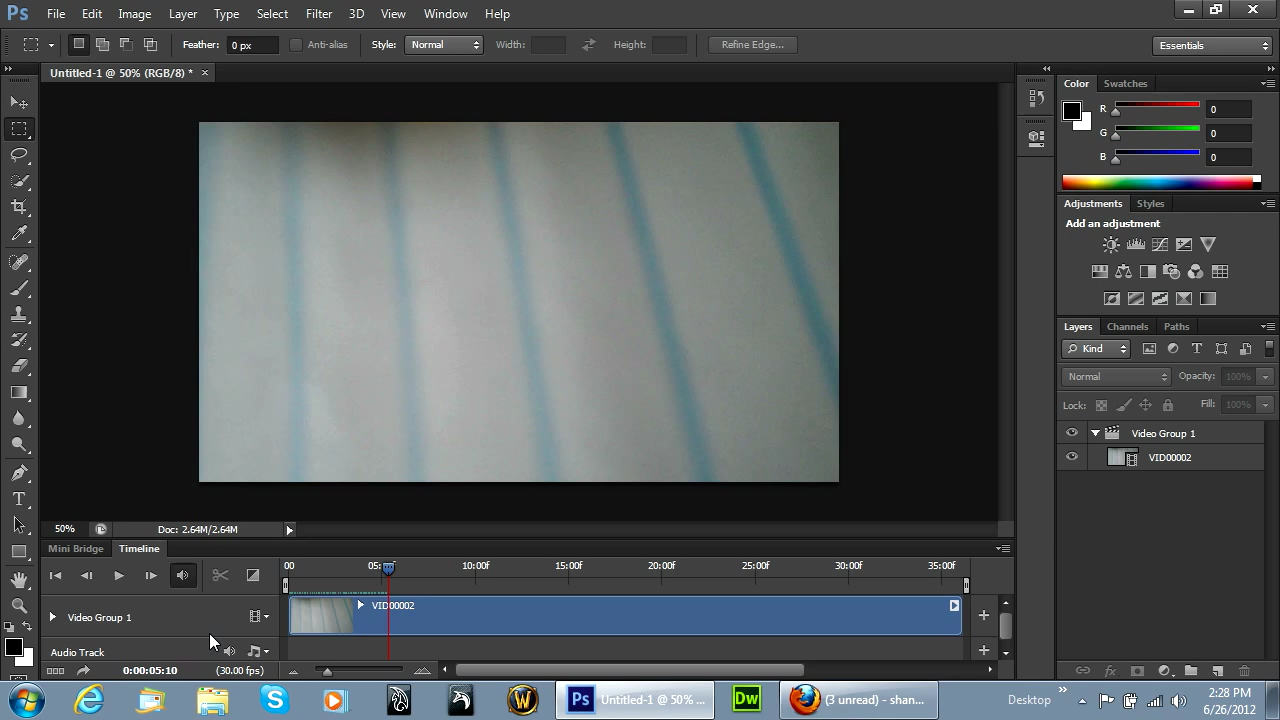 Ps File Edit Image Layer Type Select Filter 3D View Window Help
Feather: 0 px Anti-alias Style: Normal Width: Height: Refine Edge... Essentials
Untitled-1 @ 50% (RGB/8) * ×
Color Swatches
R 0
G 0
B 0
Adjustments Styles
Add an adjustment
Layers Channels Paths
Kind
Normal Opacity: 100%
Lock: Fill: 100%
Video Group 1
VID00002
50% Doc: 2.64M/2.64M
Mini Bridge Timeline
00 05:00f 10:00f 15:00f 20:00f 25:00f 30:00f 35:00f
VID00002
Video Group 1
Audio Track
0:00:05:10 (30.00 fps)
Ps Untitled-1 @ 50% ... Dw (3 unread) - shan... Desktop »
2:28 PM
6/26/2012